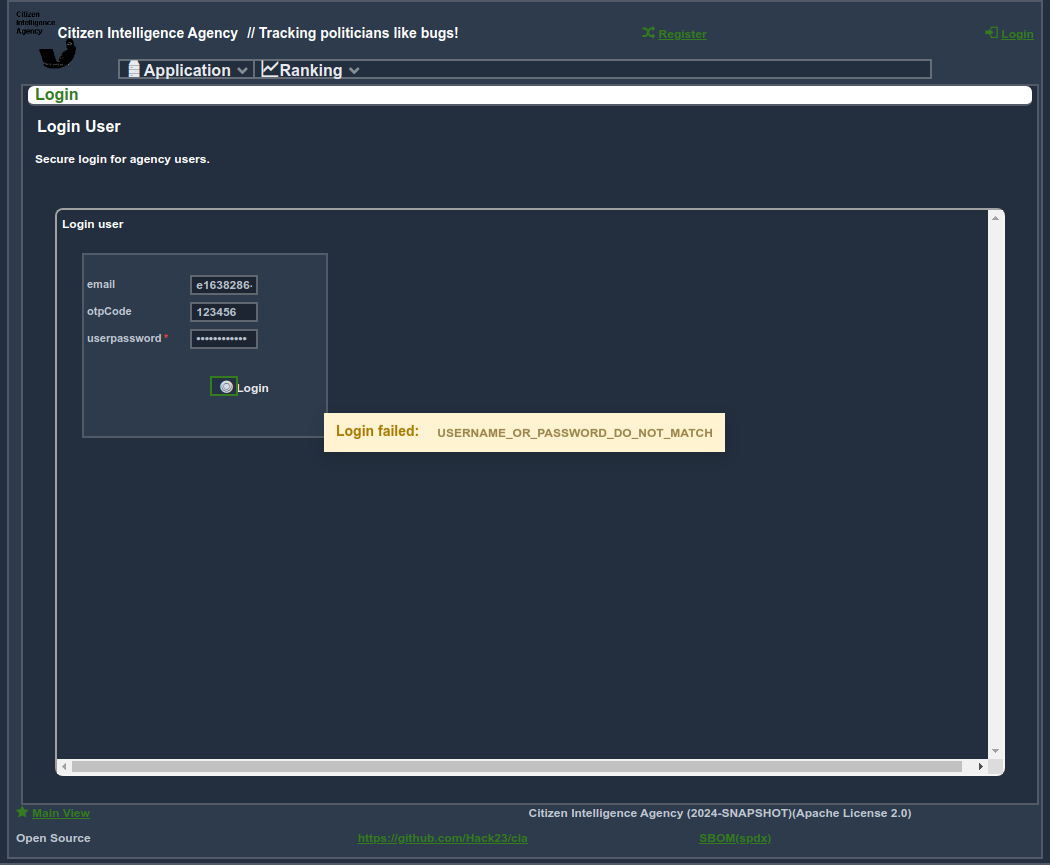 Citizen
Intelligence
Agency
Citizen Intelligence Agency // Tracking politicians like bugs!
Register
Login
Application
Ranking
Login
Login User
Secure login for agency users.
Login user
email e1638286-
otpCode 123456
userpassword * ••••••••••••
Login
Login failed: USERNAME_OR_PASSWORD_DO_NOT_MATCH
Main View
Citizen Intelligence Agency (2024-SNAPSHOT)(Apache License 2.0)
Open Source
https://github.com/Hack23/cia
SBOM(spdx)